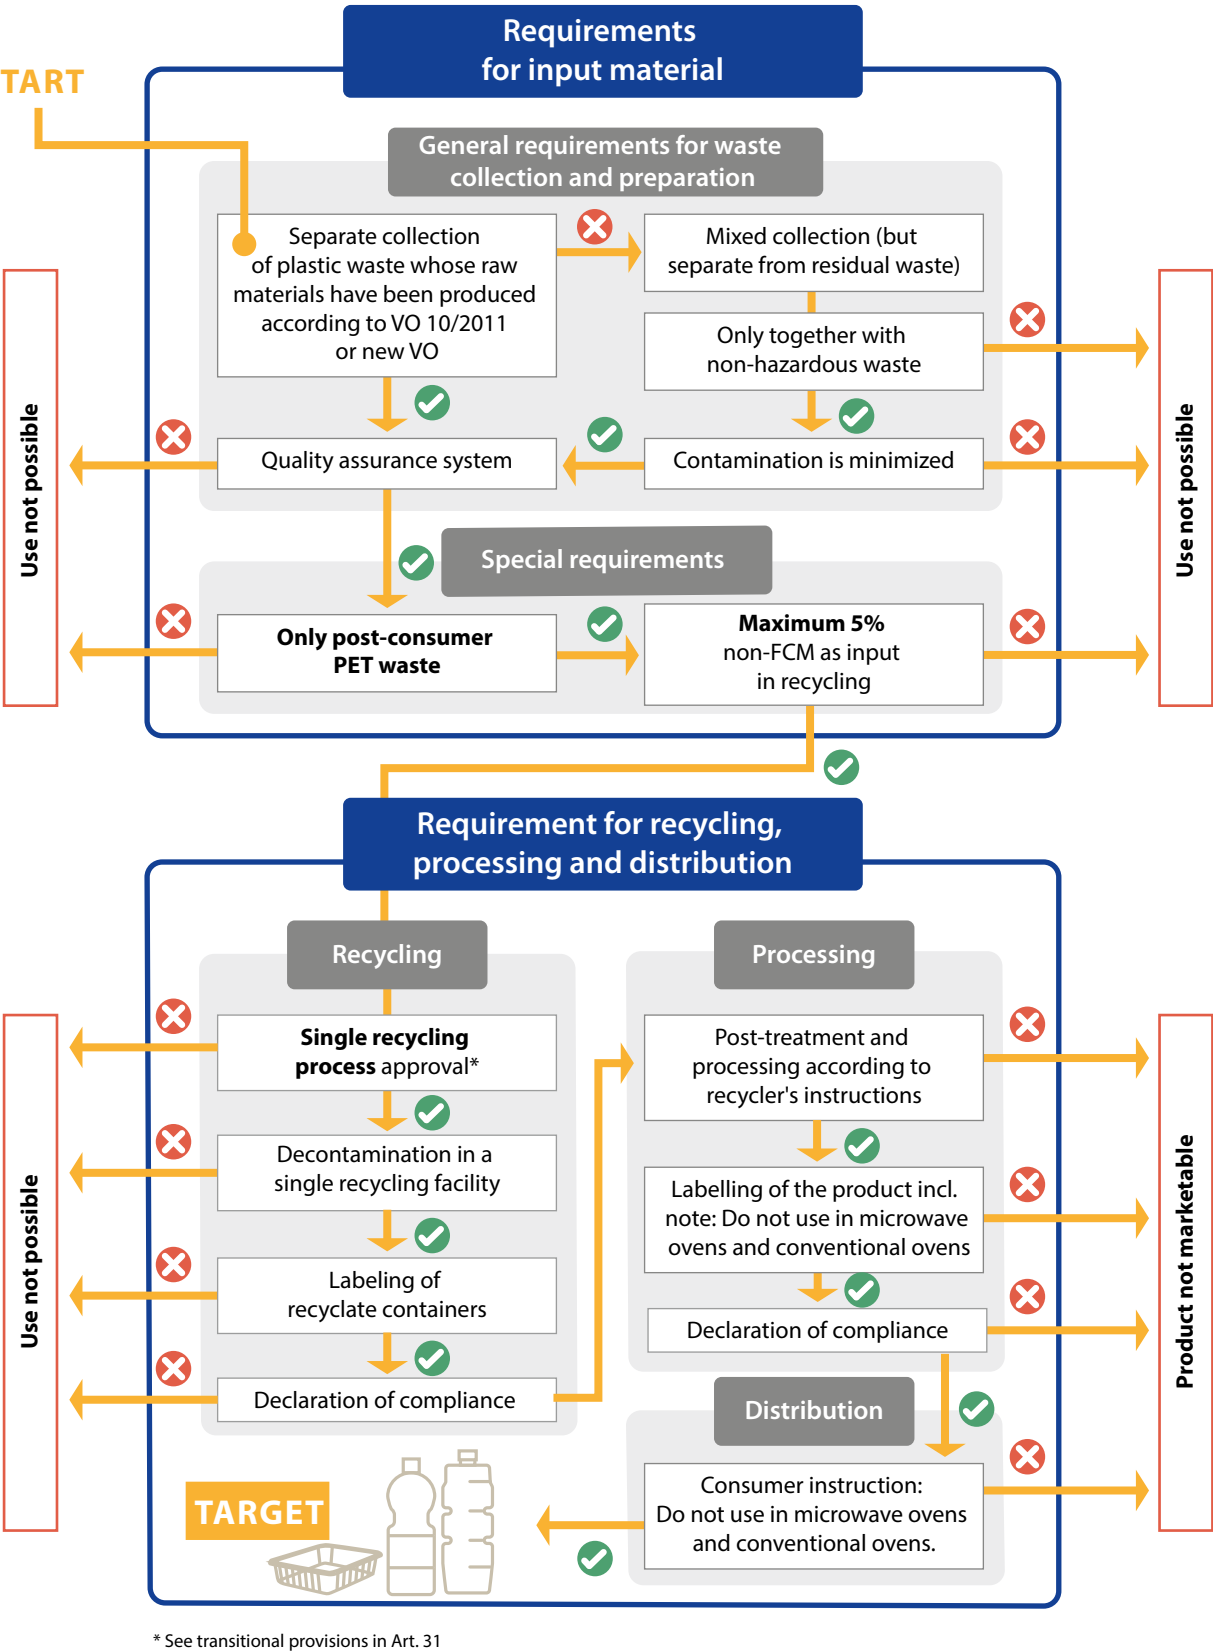 Requirements
for input material
TART
General requirements for waste
collection and preparation
Separate collection
of plastic waste whose raw
materials have been produced
according to VO 10/2011
or new VO
Mixed collection (but
separate from residual waste)
Only together with
non-hazardous waste
Use not possible
Quality assurance system
Contamination is minimized
Use not possible
Special requirements
Only post-consumer
PET waste
Maximum 5%
non-FCM as input
in recycling
Requirement for recycling,
processing and distribution
Recycling
Single recycling
process approval*
Decontamination in a
single recycling facility
Labeling of
recyclate containers
Declaration of compliance
Use not possible
Processing
Post-treatment and
processing according to
recycler's instructions
Labelling of the product incl.
note: Do not use in microwave
ovens and conventional ovens
Declaration of compliance
Product not marketable
Distribution
Consumer instruction:
Do not use in microwave ovens
and conventional ovens.
TARGET
* See transitional provisions in Art. 31